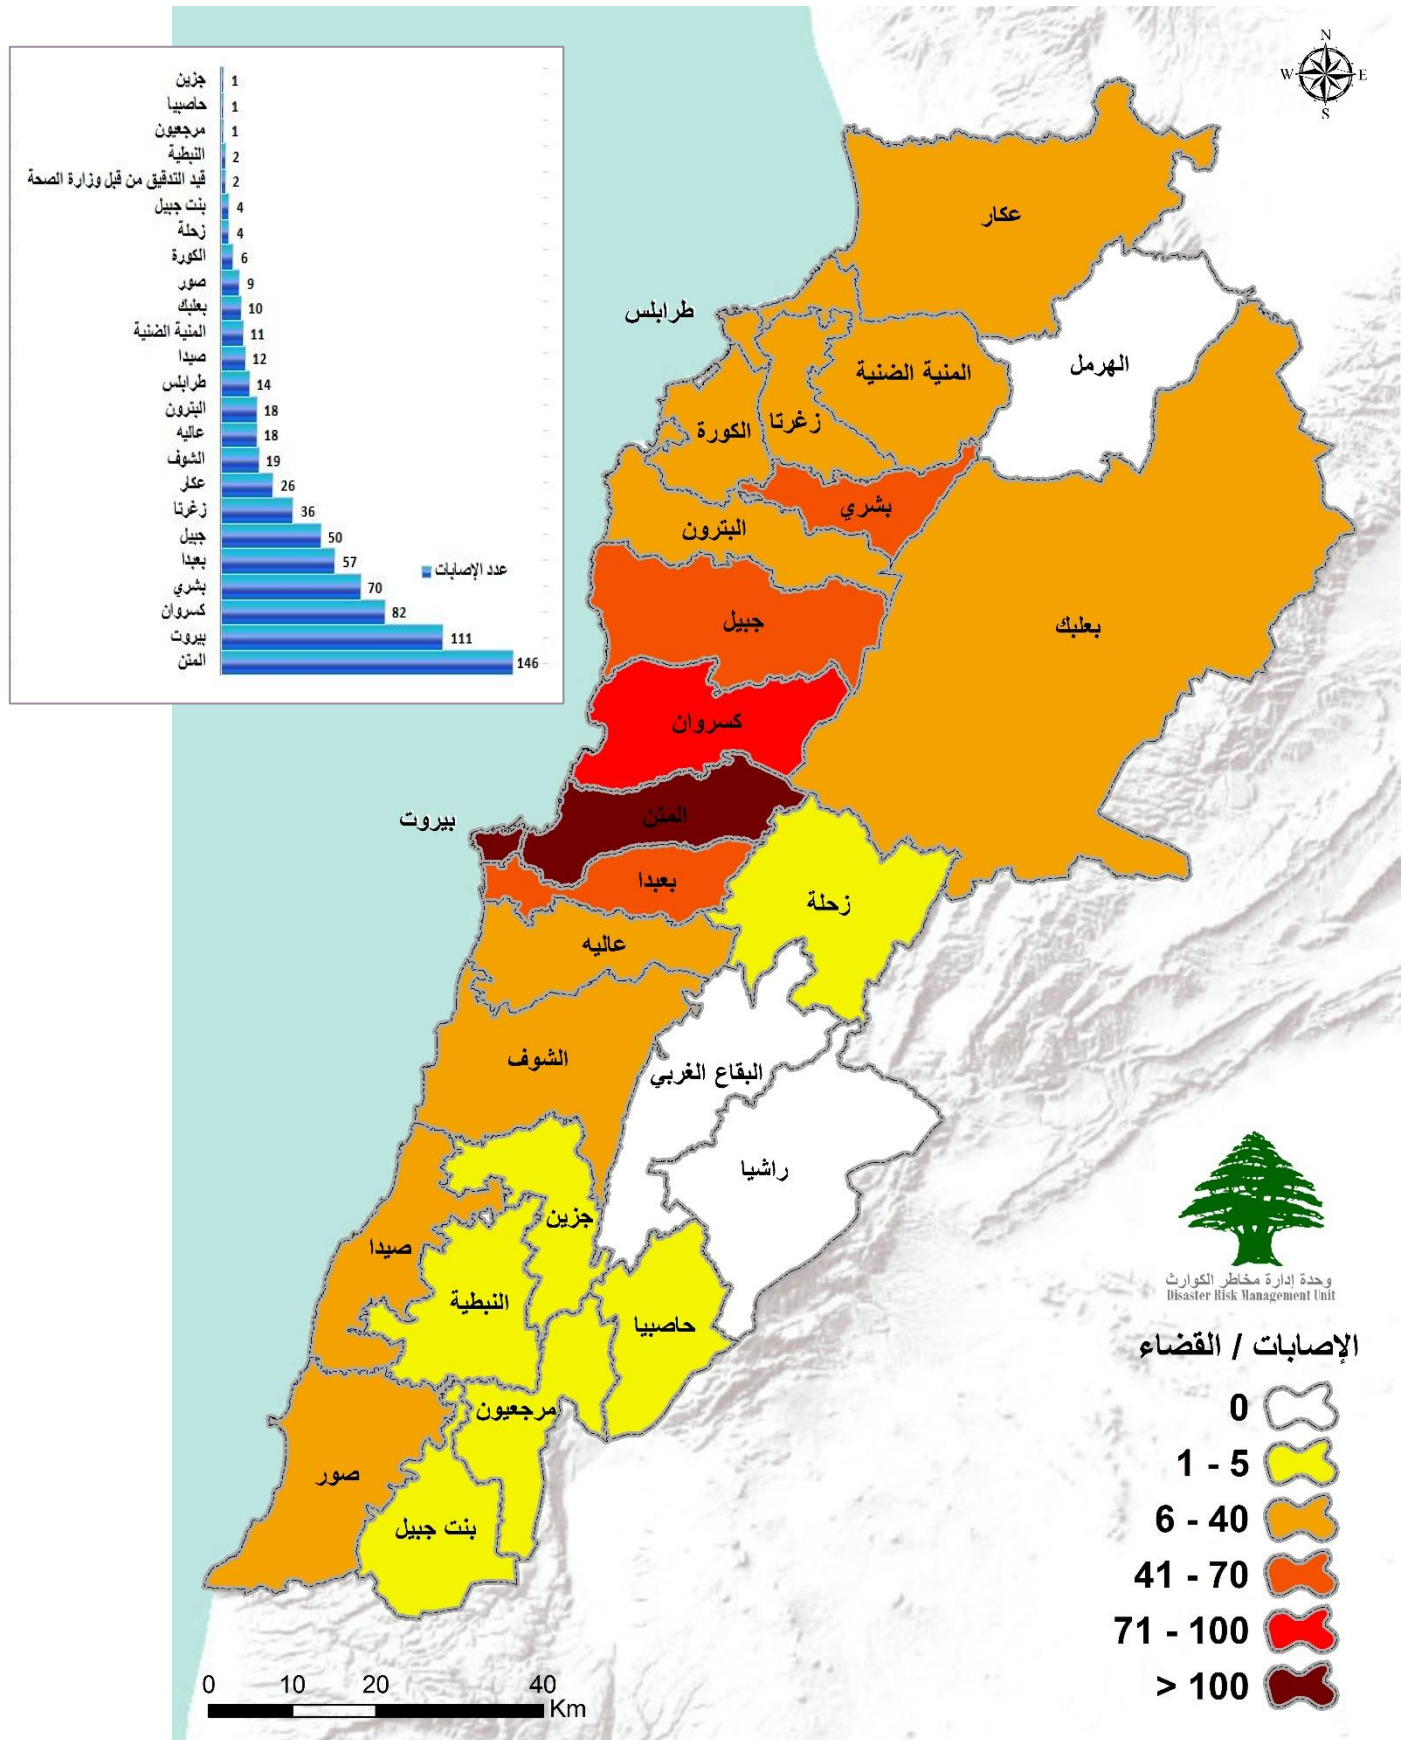 جزين 1
حاصبيا 1
مرجعيون 1
النبطية 2
قيد التدقيق من قبل وزارة الصحة 2
بنت جبيل 4
زحلة 4
الكورة 6
صور 9
بعلبك 10
المنية الضنية 11
صيدا 12
طرابلس 14
البترون 18
عاليه 18
الشوف 19
عكار 26
زغرتا 36
جبيل 50
بعبدا 57
بشري 70
كسروان 82
بيروت 111
المتن 146
عدد الإصابات
N
W E
S
عكار
طرابلس
الهرمل
المنية الضنية
زغرتا
الكورة
بشري
البترون
جبيل
بعلبك
كسروان
المتن
بيروت
بعبدا
زحلة
عاليه
الشوف
البقاع الغربي
راشيا
جزين
صيدا
النبطية
حاصبيا
مرجعيون
صور
بنت جبيل
وحدة إدارة مخاطر الكوارث
Disaster Risk Management Unit
الإصابات / القضاء
0
1 - 5
6 - 40
41 - 70
71 - 100
> 100
0 10 20 40
Km